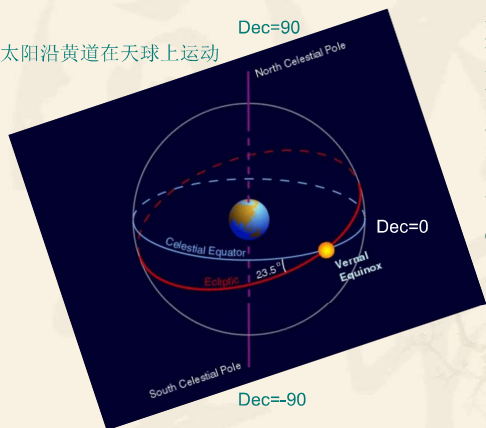 Dec=90
太阳沿黄道在天球上运动
North Celestial Pole
Dec=0
Celestial Equator
Vernal
Equinox
23.5°
Ecliptic
South Celestial Pole
Dec=-90